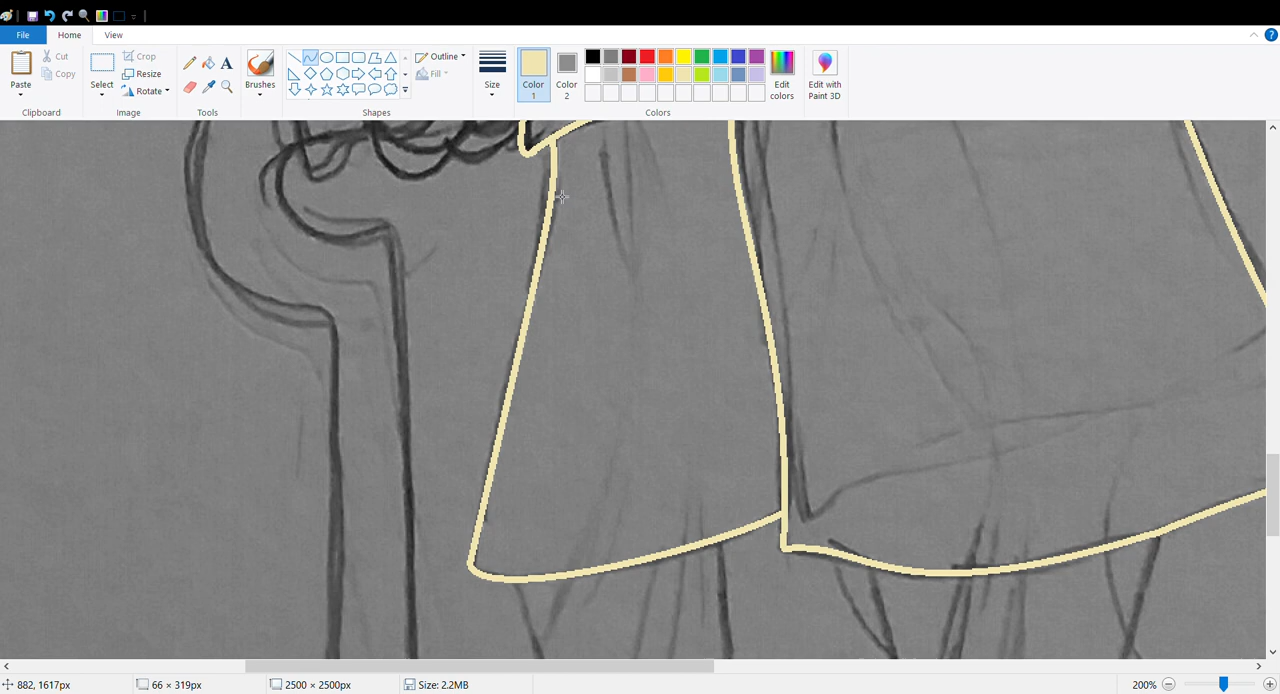 File
Home
View
Paste
Cut
Copy
Clipboard
Select
Crop
Resize
Rotate
Image
Tools
Brushes
Outline
Fill
Shapes
Size
Color
1
Color
2
Edit
colors
Colors
Edit with
Paint 3D
882, 1617px
66 × 319px
2500 × 2500px
Size: 2.2MB
200%